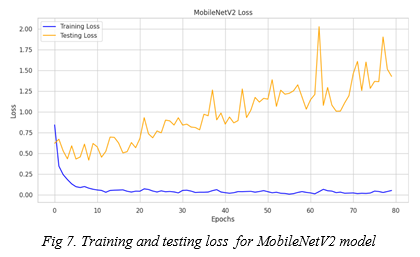 MobileNetV2 Loss
Training Loss
Testing Loss
2.00
1.75
1.50
1.25
1.00
0.75
0.50
0.25
0.00
Loss
0 10 20 30 40 50 60 70 80
Epochs
Fig 7. Training and testing loss for MobileNetV2 model